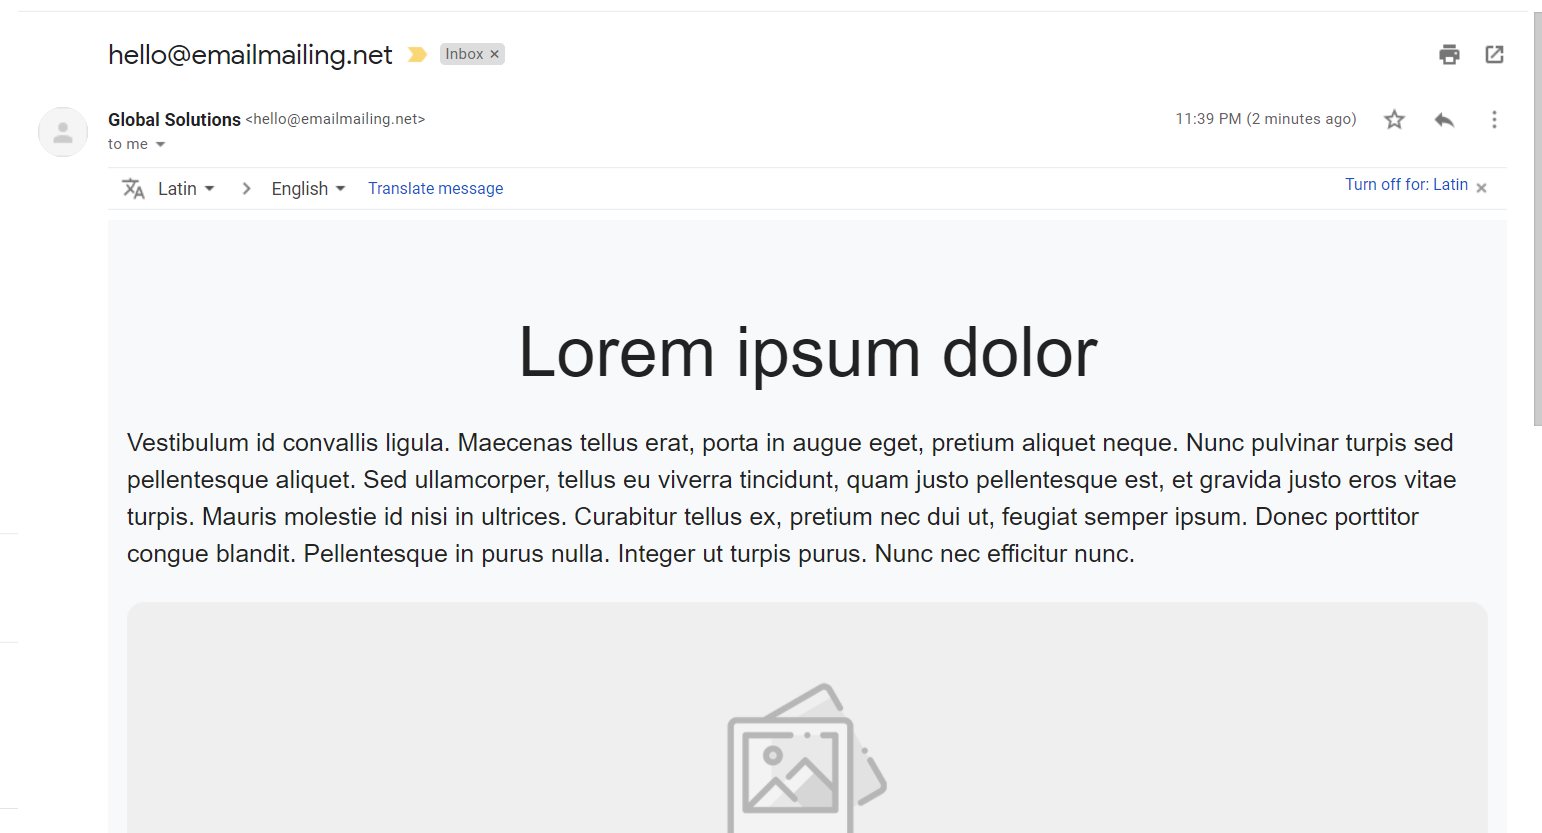 hello@emailmailing.net Inbox ×
Global Solutions <hello@emailmailing.net> 11:39 PM (2 minutes ago)
to me
Latin > English Translate message Turn off for: Latin ×
Lorem ipsum dolor
Vestibulum id convallis ligula. Maecenas tellus erat, porta in augue eget, pretium aliquet neque. Nunc pulvinar turpis sed
pellentesque aliquet. Sed ullamcorper, tellus eu viverra tincidunt, quam justo pellentesque est, et gravida justo eros vitae
turpis. Mauris molestie id nisi in ultrices. Curabitur tellus ex, pretium nec dui ut, feugiat semper ipsum. Donec porttitor
congue blandit. Pellentesque in purus nulla. Integer ut turpis purus. Nunc nec efficitur nunc.